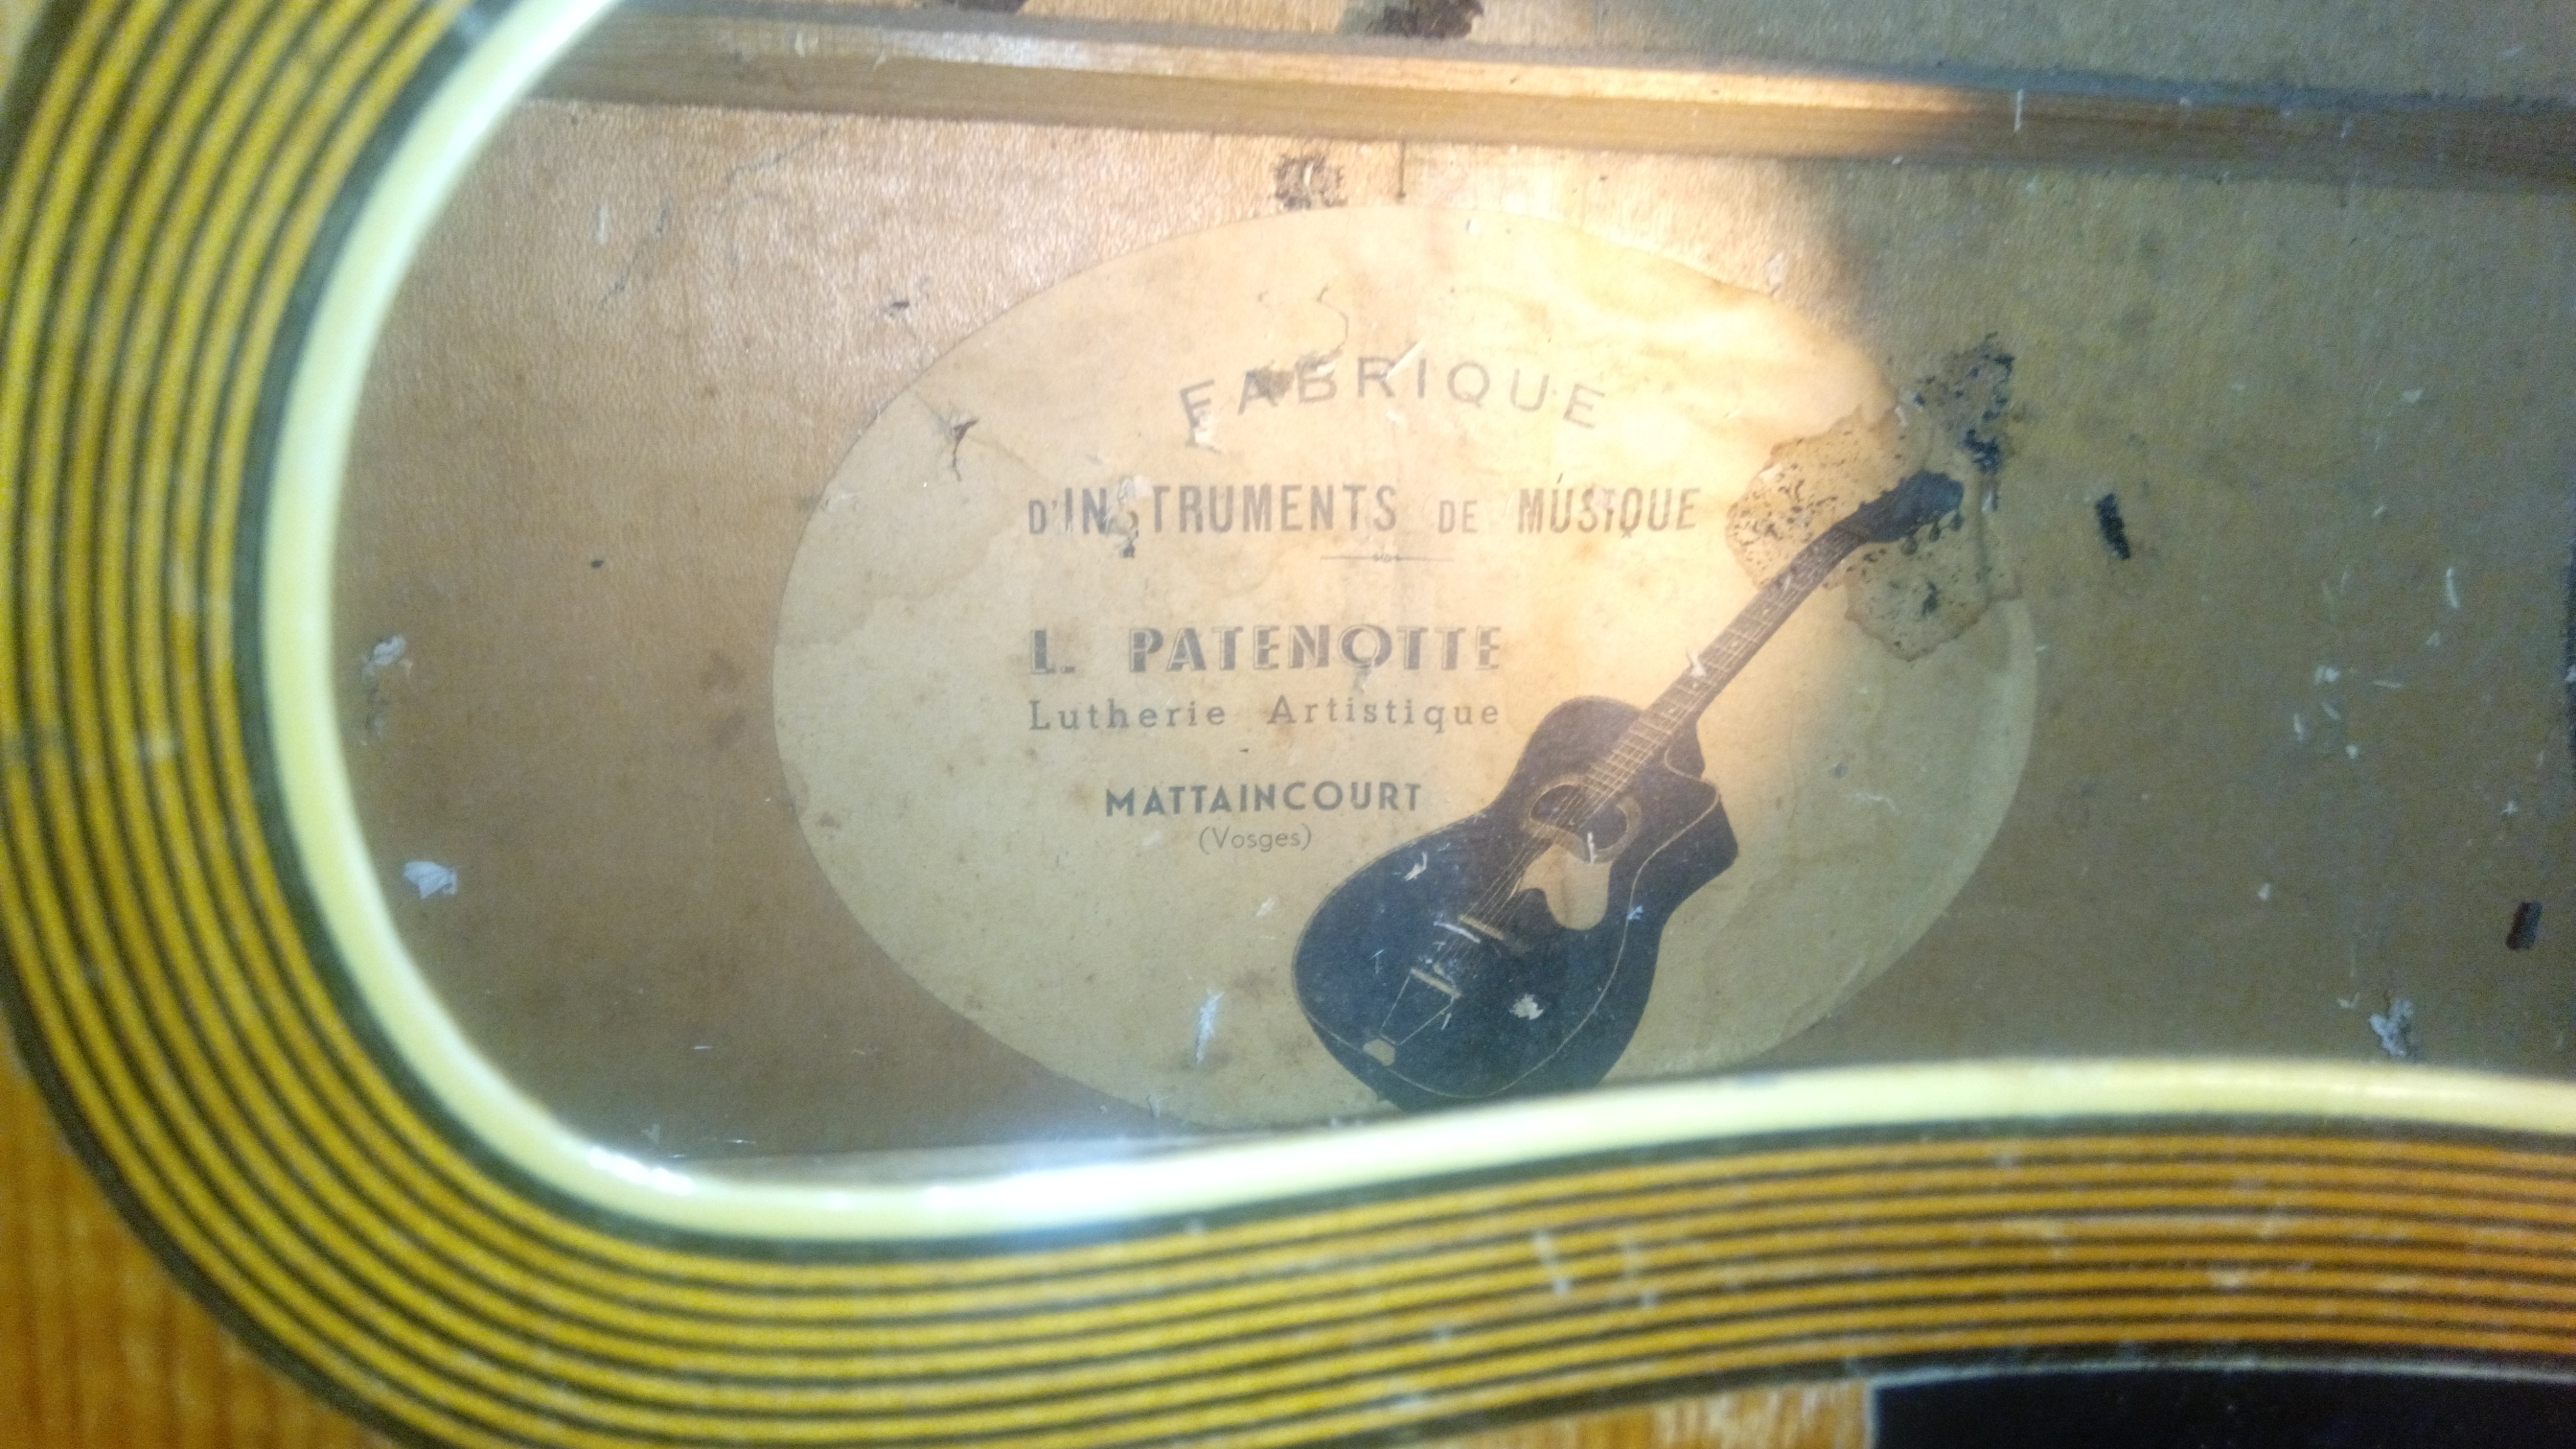 FABRIQUE
D'INSTRUMENTS DE MUSIQUE
L. PATENOTTE
Lutherie Artistique
MATTAINCOURT
(Vosges)